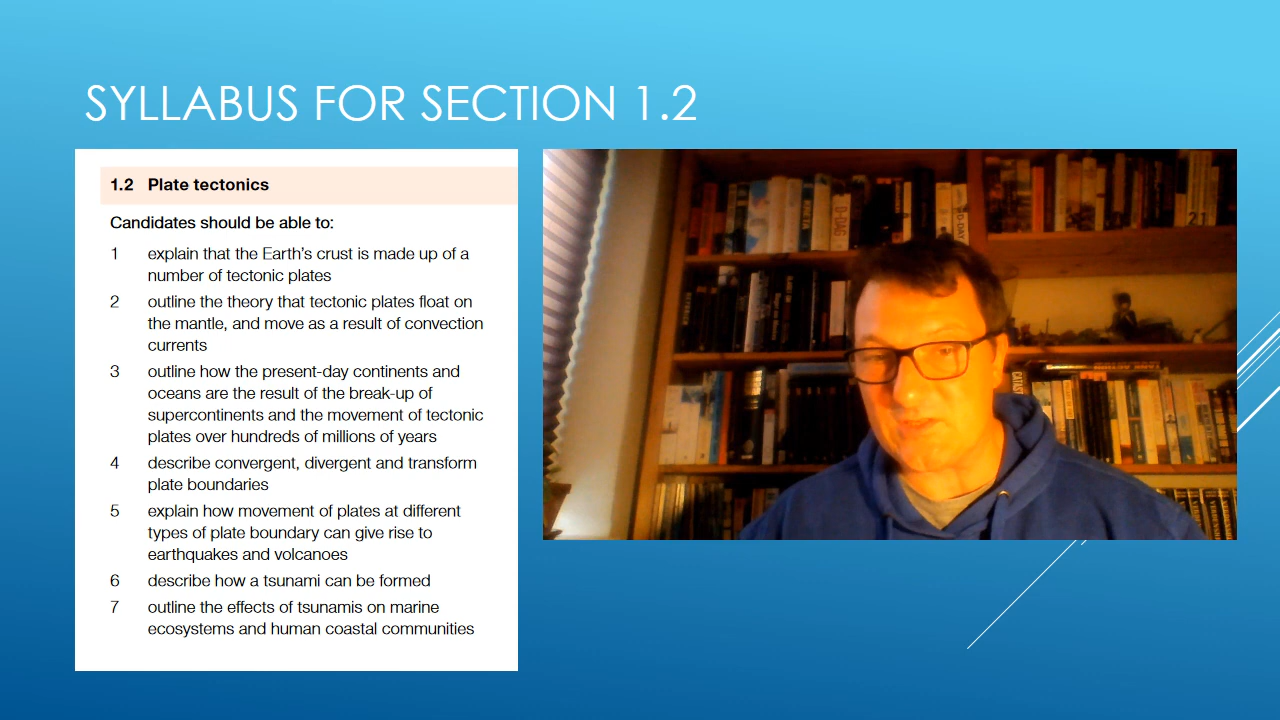 SYLLABUS FOR SECTION 1.2
1.2 Plate tectonics
Candidates should be able to:
1 explain that the Earth's crust is made up of a
number of tectonic plates
2 outline the theory that tectonic plates float on
the mantle, and move as a result of convection
currents
3 outline how the present-day continents and
oceans are the result of the break-up of
supercontinents and the movement of tectonic
plates over hundreds of millions of years
4 describe convergent, divergent and transform
plate boundaries
5 explain how movement of plates at different
types of plate boundary can give rise to
earthquakes and volcanoes
6 describe how a tsunami can be formed
7 outline the effects of tsunamis on marine
ecosystems and human coastal communities
D-DAY
21